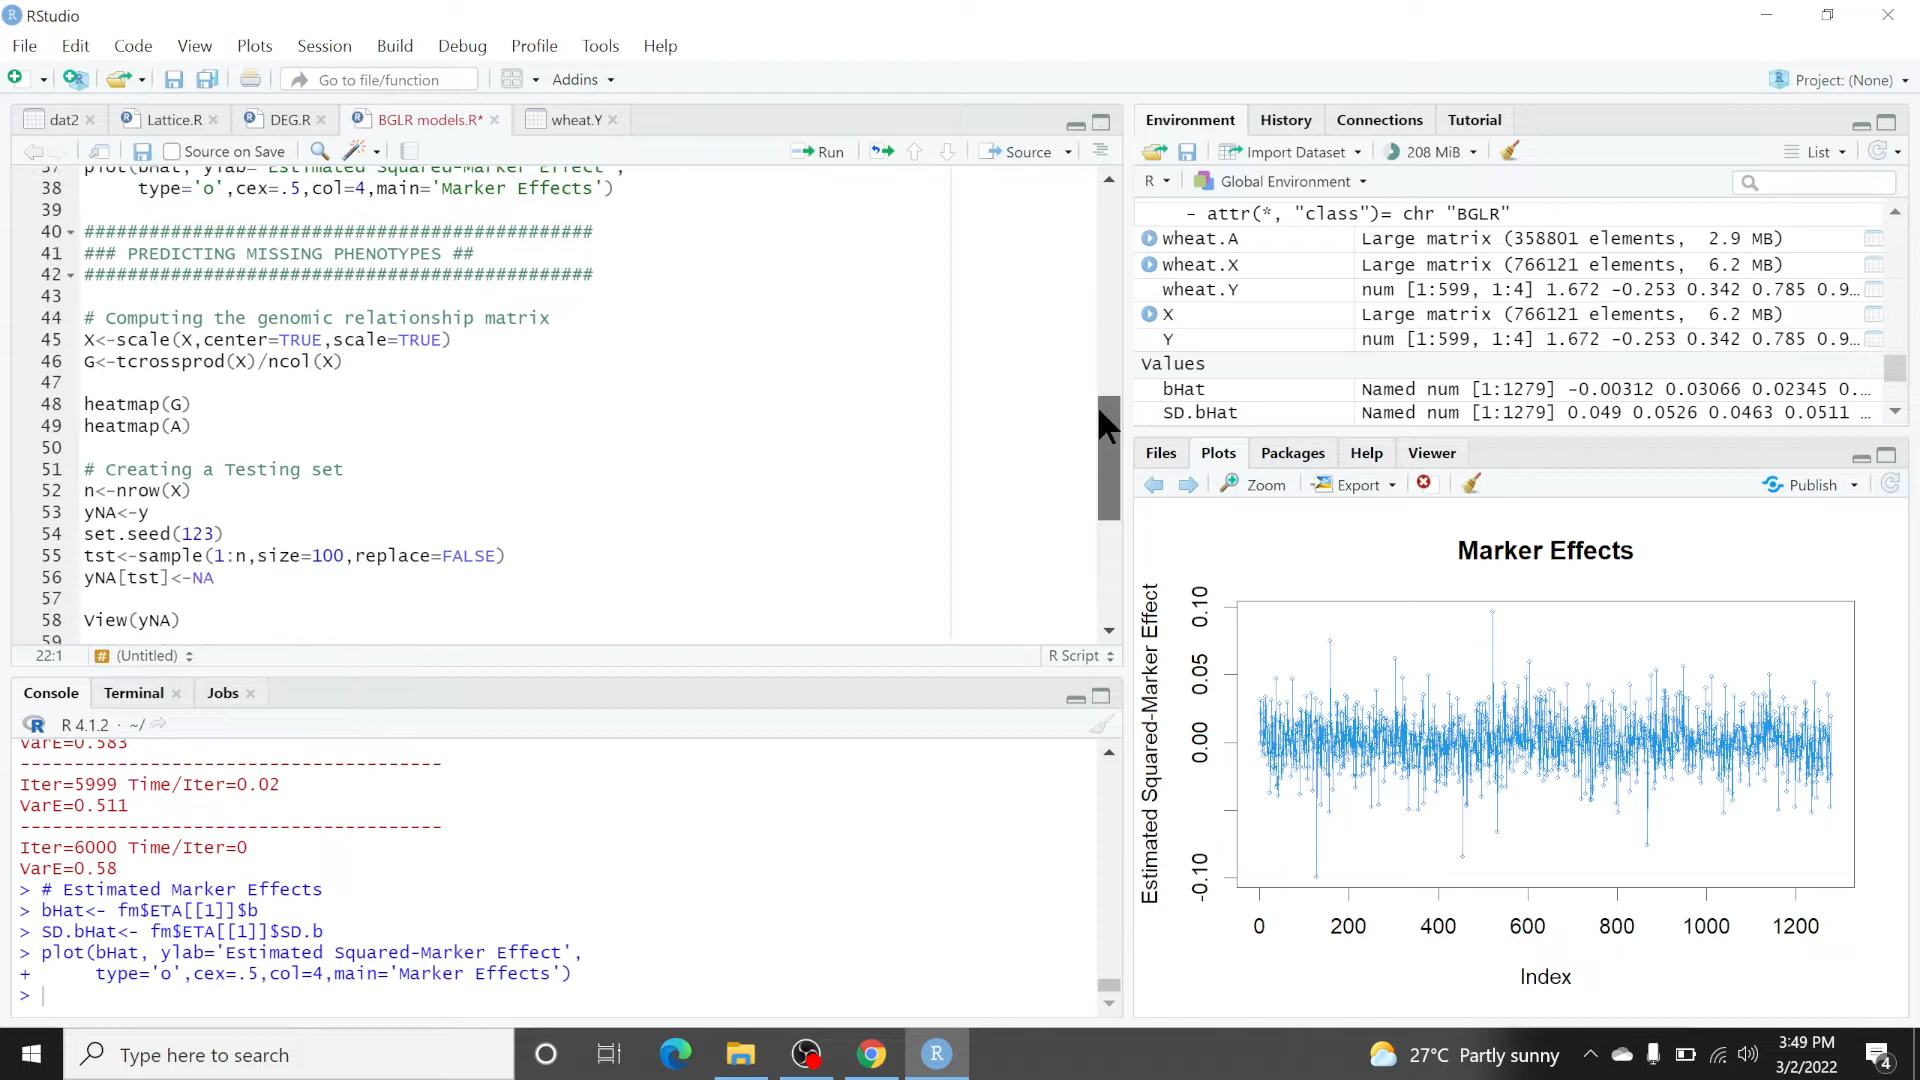 RStudio
File Edit Code View Plots Session Build Debug Profile Tools Help
Go to file/function Addins Project: (None)
dat2 Lattice.R DEG.R BGLR models.R* wheat.Y
Source on Save Run Source
37 plot(bHat, ylab='Estimated Squared-Marker Effect',
38 type='o',cex=.5,col=4,main='Marker Effects')
39
40 ###############################################
41 ### PREDICTING MISSING PHENOTYPES ##
42 ###############################################
43
44 # Computing the genomic relationship matrix
45 X<-scale(X,center=TRUE,scale=TRUE)
46 G<-tcrossprod(X)/ncol(X)
47
48 heatmap(G)
49 heatmap(A)
50
51 # Creating a Testing set
52 n<-nrow(X)
53 yNA<-y
54 set.seed(123)
55 tst<-sample(1:n,size=100,replace=FALSE)
56 yNA[tst]<-NA
57
58 View(yNA)
59
22:1 # (Untitled) R Script
Console Terminal Jobs
R 4.1.2 · ~/
VarE=0.583
---------------------------------------
Iter=5999 Time/Iter=0.02
VarE=0.511
---------------------------------------
Iter=6000 Time/Iter=0
VarE=0.58
> # Estimated Marker Effects
> bHat<- fm$ETA[[1]]$b
> SD.bHat<- fm$ETA[[1]]$SD.b
> plot(bHat, ylab='Estimated Squared-Marker Effect',
+ type='o',cex=.5,col=4,main='Marker Effects')
>
Environment History Connections Tutorial
Import Dataset 208 MiB List
R Global Environment
- attr(*, "class")= chr "BGLR"
wheat.A Large matrix (358801 elements, 2.9 MB)
wheat.X Large matrix (766121 elements, 6.2 MB)
wheat.Y num [1:599, 1:4] 1.672 -0.253 0.342 0.785 0.9…
X Large matrix (766121 elements, 6.2 MB)
Y num [1:599, 1:4] 1.672 -0.253 0.342 0.785 0.9…
Values
bHat Named num [1:1279] -0.00312 0.03066 0.02345 0.…
SD.bHat Named num [1:1279] 0.049 0.0526 0.0463 0.0511 …
Files Plots Packages Help Viewer
Zoom Export Publish
Marker Effects
Estimated Squared-Marker Effect
0.10
0.05
0.00
-0.10
0 200 400 600 800 1000 1200
Index
Type here to search
R
27°C Partly sunny
3:49 PM
3/2/2022
4